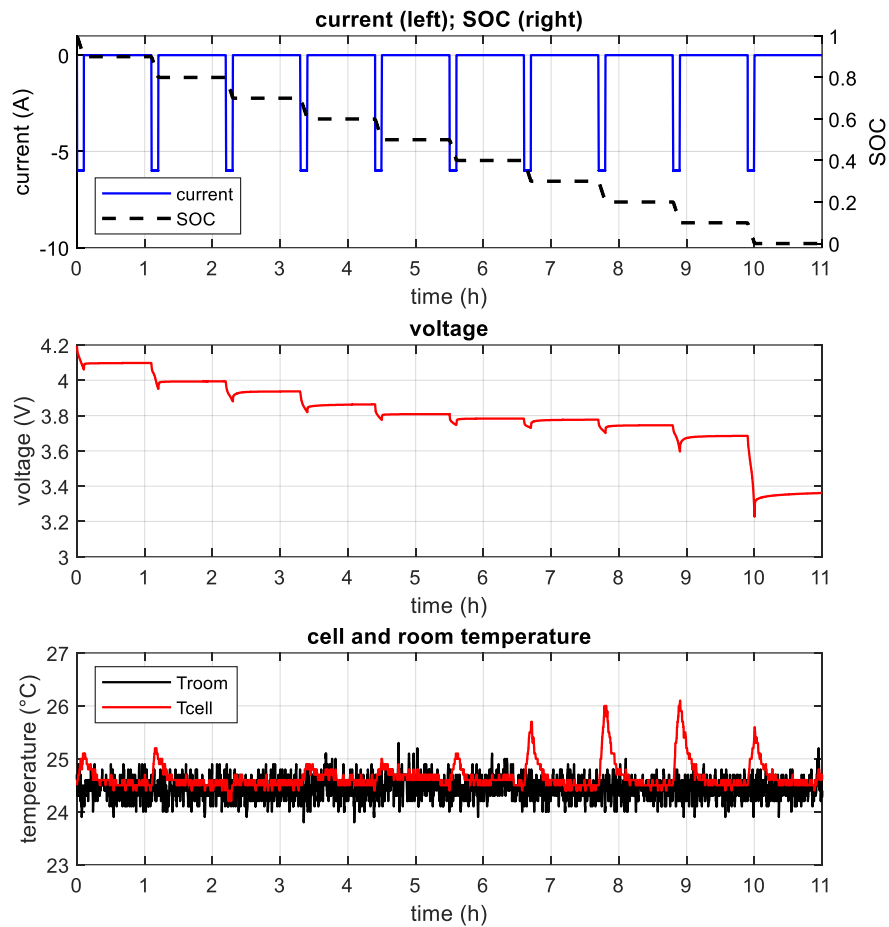 current (left); SOC (right)
current (A)
0
-5
-10
1
0.8
0.6
0.4
0.2
0
SOC
current
SOC
0 1 2 3 4 5 6 7 8 9 10 11
time (h)
voltage
voltage (V)
4.2
4
3.8
3.6
3.4
3.2
3
0 1 2 3 4 5 6 7 8 9 10 11
time (h)
cell and room temperature
temperature (°C)
27
26
25
24
23
Troom
Tcell
0 1 2 3 4 5 6 7 8 9 10 11
time (h)